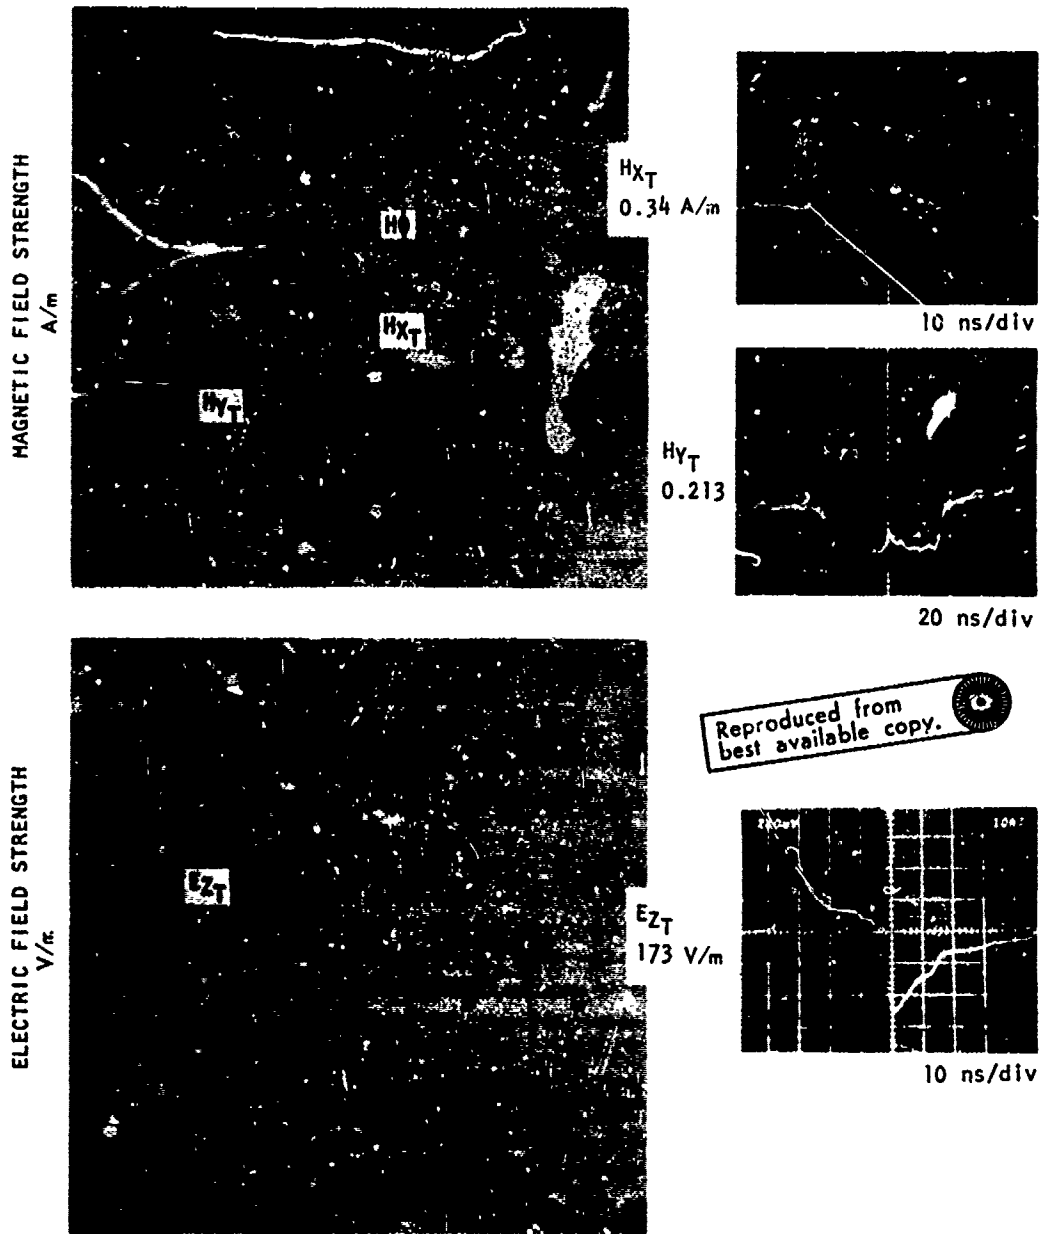 MAGNETIC FIELD STRENGTH
A/m
HXT
0.34 A/m
10 ns/div
HXT
HYT
HYT
0.213
20 ns/div
Reproduced from
best available copy.
ELECTRIC FIELD STRENGTH
V/m
EZT
EZT
173 V/m
10 ns/div